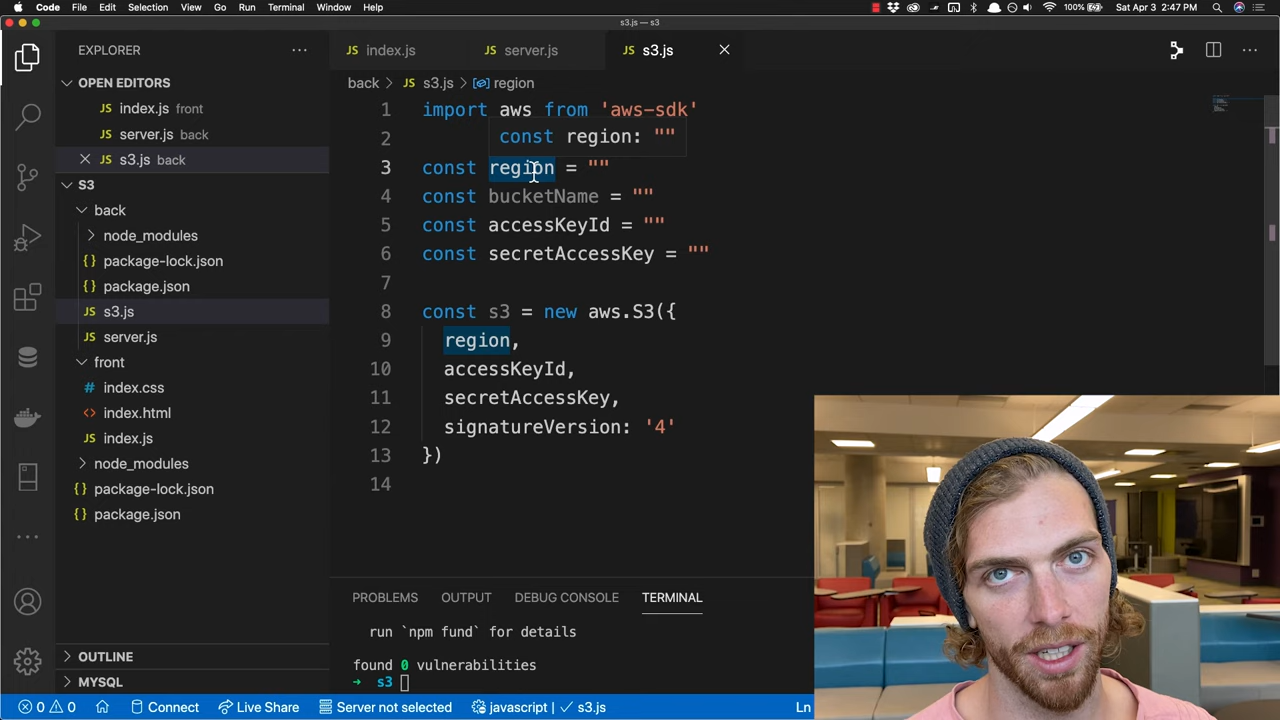 Code File Edit Selection View Go Run Terminal Window Help 100% Sat Apr 3 2:47 PM
s3.js — s3
EXPLORER
OPEN EDITORS
index.js front
server.js back
s3.js back
S3
back
node_modules
{} package-lock.json
{} package.json
JS s3.js
JS server.js
front
# index.css
<> index.html
JS index.js
node_modules
{} package-lock.json
{} package.json
OUTLINE
MYSQL
JS index.js
JS server.js
JS s3.js
back > JS s3.js > region
1 import aws from 'aws-sdk'
2
const region: ""
3 const region = ""
4 const bucketName = ""
5 const accessKeyId = ""
6 const secretAccessKey = ""
7
8 const s3 = new aws.S3({
9 region,
10 accessKeyId,
11 secretAccessKey,
12 signatureVersion: '4'
13 })
14
PROBLEMS OUTPUT DEBUG CONSOLE TERMINAL
run `npm fund` for details
found 0 vulnerabilities
→ s3
0 0 Connect Live Share Server not selected javascript | ✓ s3.js Ln